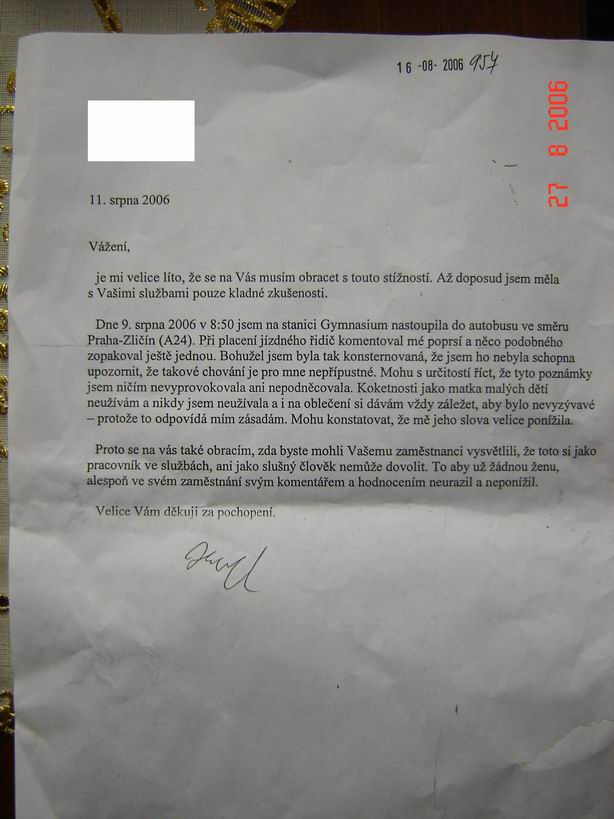 16-08-2006 957
27 8 2006
11. srpna 2006
Vážení,
je mi velice líto, že se na Vás musím obracet s touto stížností. Až doposud jsem měla
s Vašimi službami pouze kladné zkušenosti.
Dne 9. srpna 2006 v 8:50 jsem na stanici Gymnasium nastoupila do autobusu ve směru
Praha-Zličín (A24). Při placení jízdného řidič komentoval mé poprsí a něco podobného
zopakoval ještě jednou. Bohužel jsem byla tak konsternovaná, že jsem ho nebyla schopna
upozornit, že takové chování je pro mne nepřípustné. Mohu s určitostí říct, že tyto poznámky
jsem ničím nevyprovokovala ani nepodněcovala. Koketnosti jako matka malých dětí
neužívám a nikdy jsem neužívala a i na oblečení si dávám vždy záležet, aby bylo nevyzývavé
– protože to odpovídá mím zásadám. Mohu konstatovat, že mě jeho slova velice ponížila.
Proto se na vás také obracím, zda byste mohli Vašemu zaměstnanci vysvětlili, že toto si jako
pracovník ve službách, ani jako slušný člověk nemůže dovolit. To aby už žádnou ženu,
alespoň ve svém zaměstnání svým komentářem a hodnocením neurazil a neponížil.
Velice Vám děkuji za pochopení.